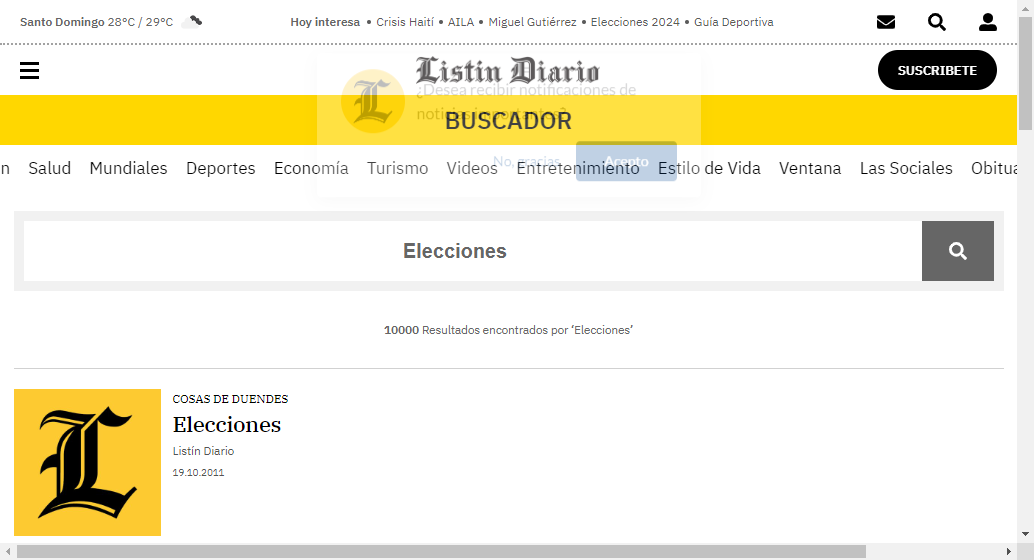 Santo Domingo 28°C / 29°C
Hoy interesa • Crisis Haití • AILA • Miguel Gutiérrez • Elecciones 2024 • Guía Deportiva
Listin Diario
SUSCRIBETE
¿Desea recibir notificaciones de
noticias importantes?
No, gracias
Acepto
BUSCADOR
n Salud Mundiales Deportes Economía Turismo Videos Entretenimiento Estilo de Vida Ventana Las Sociales Obitua
Elecciones
10000 Resultados encontrados por 'Elecciones'
L
COSAS DE DUENDES
Elecciones
Listín Diario
19.10.2011